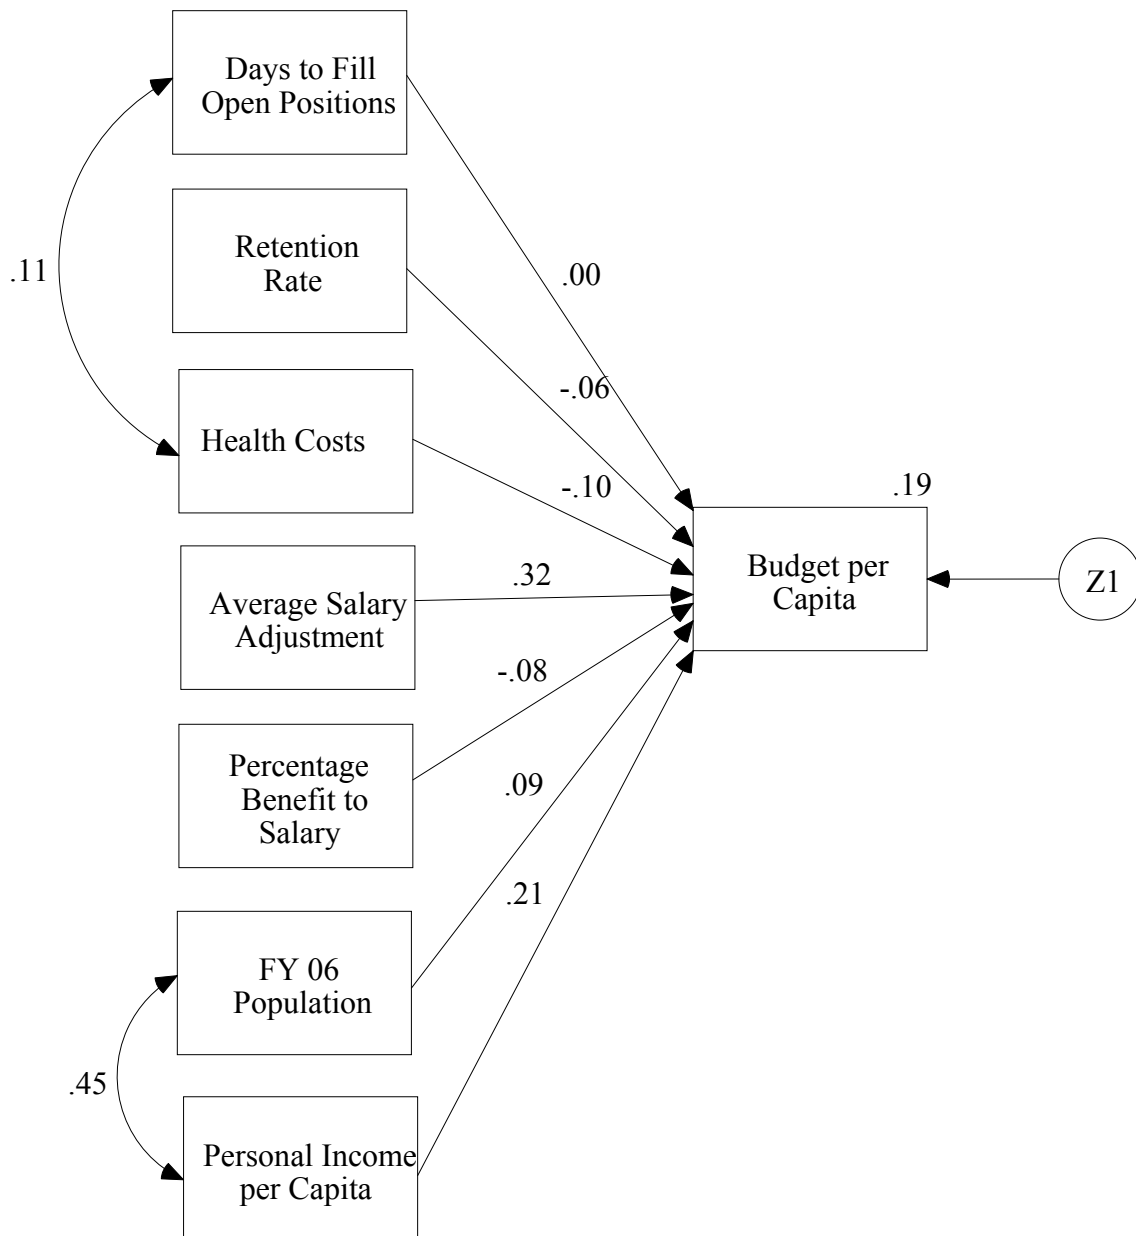 Days to Fill
Open Positions
Retention
Rate
.11
.00
-.06
Health Costs
-.10
.19
Average Salary
Adjustment
.32
Budget per
Capita
Z1
-.08
Percentage
Benefit to
Salary
.09
.21
FY 06
Population
.45
Personal Income
per Capita